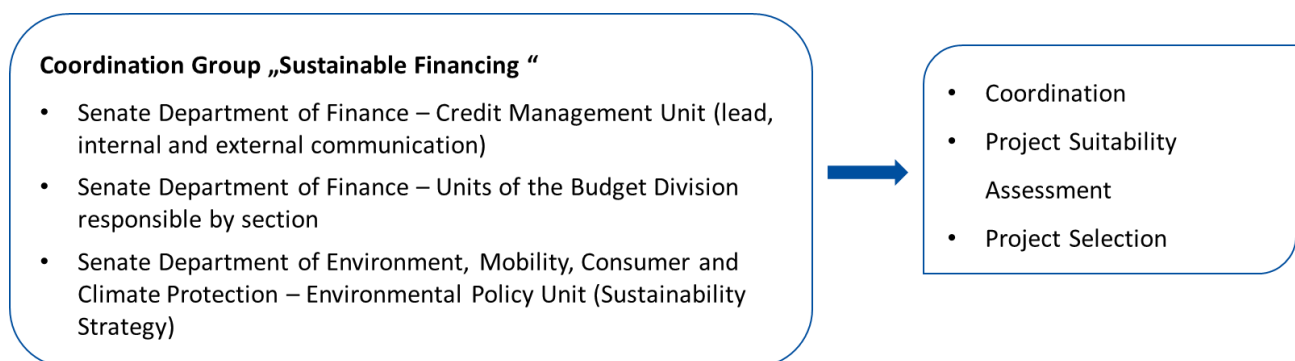 Coordination Group „Sustainable Financing “
• Senate Department of Finance – Credit Management Unit (lead,
internal and external communication)
• Senate Department of Finance – Units of the Budget Division
responsible by section
• Senate Department of Environment, Mobility, Consumer and
Climate Protection – Environmental Policy Unit (Sustainability
Strategy)
• Coordination
• Project Suitability
Assessment
• Project Selection